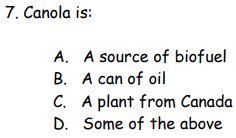 7. Canola is:
A. A source of biofuel
B. A can of oil
C. A plant from Canada
D. Some of the above